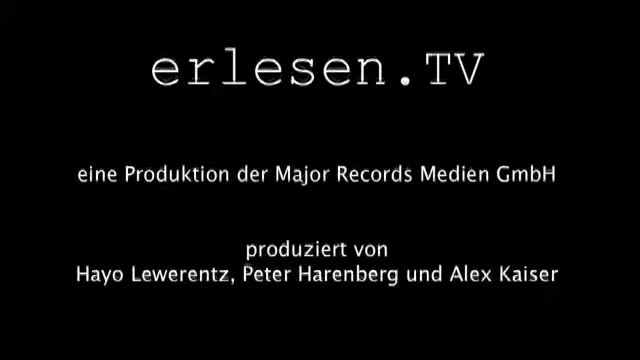 erlesen.TV
eine Produktion der Major Records Medien GmbH
produziert von
Hayo Lewerentz, Peter Harenberg und Alex Kaiser